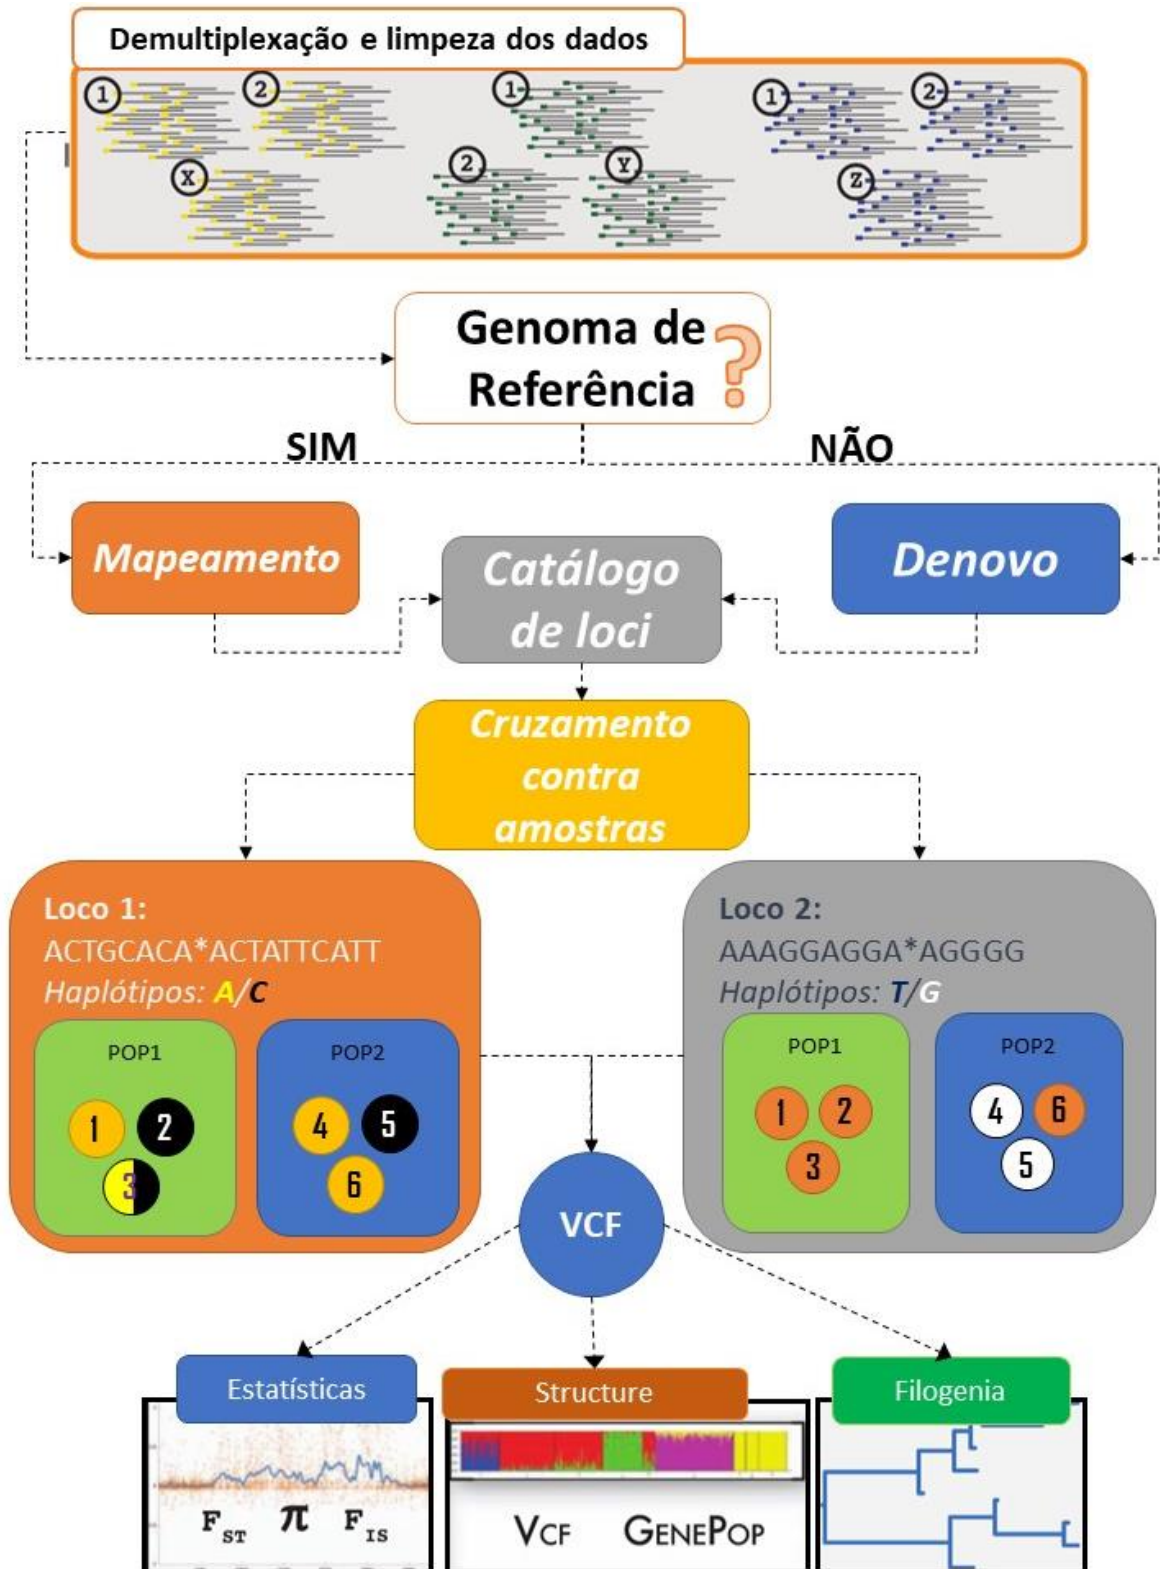 Demultiplexação e limpeza dos dados
1
2
1
1
2
X
2
Y
Z
Genoma de
Referência ?
SIM
NÃO
Mapeamento
Denovo
Catálogo
de loci
Cruzamento
contra
amostras
Loco 1:
ACTGCACA*ACTATTCATT
Haplótipos: A/C
POP1
POP2
1
2
3
4
5
6
Loco 2:
AAAGGAGGA*AGGGG
Haplótipos: T/G
POP1
POP2
1
2
3
4
6
5
VCF
Estatísticas
Structure
Filogenia
FST π FIS
VCF GENEPOP